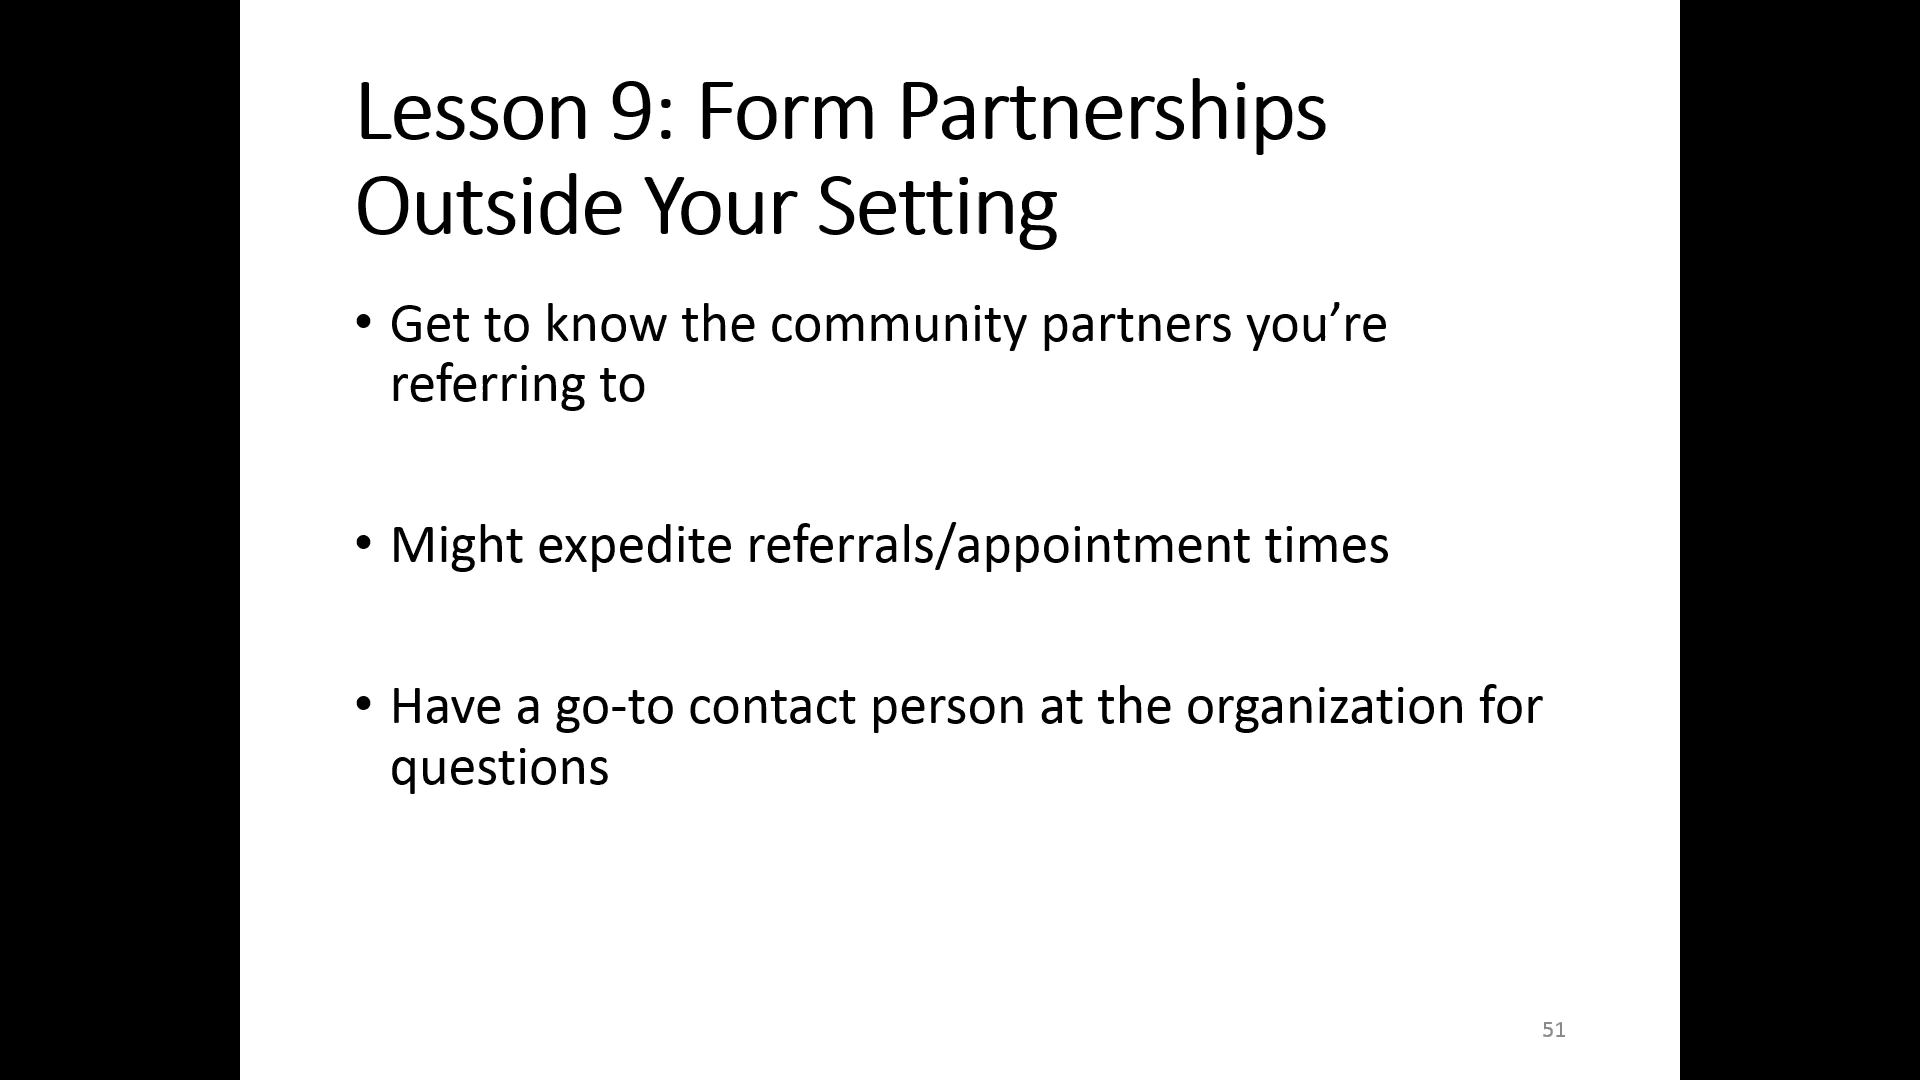 Lesson 9: Form Partnerships
Outside Your Setting
• Get to know the community partners you’re
referring to
• Might expedite referrals/appointment times
• Have a go-to contact person at the organization for
questions
51